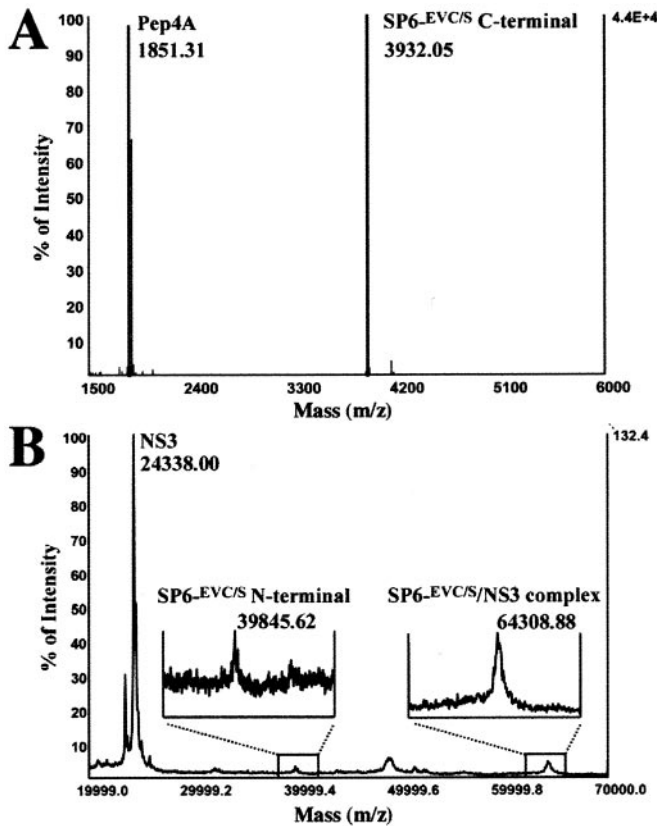 A
100
90
80
70
60
50
40
30
20
10
% of Intensity
Pep4A
1851.31
SP6-EVC/S C-terminal
3932.05
4.4E+4
1500 2400 3300 4200 5100 6000
Mass (m/z)
B
100
90
80
70
60
50
40
30
20
10
% of Intensity
NS3
24338.00
132.4
SP6-EVC/S N-terminal
39845.62
SP6-EVC/S/NS3 complex
64308.88
19999.0 29999.2 39999.4 49999.6 59999.8 70000.0
Mass (m/z)